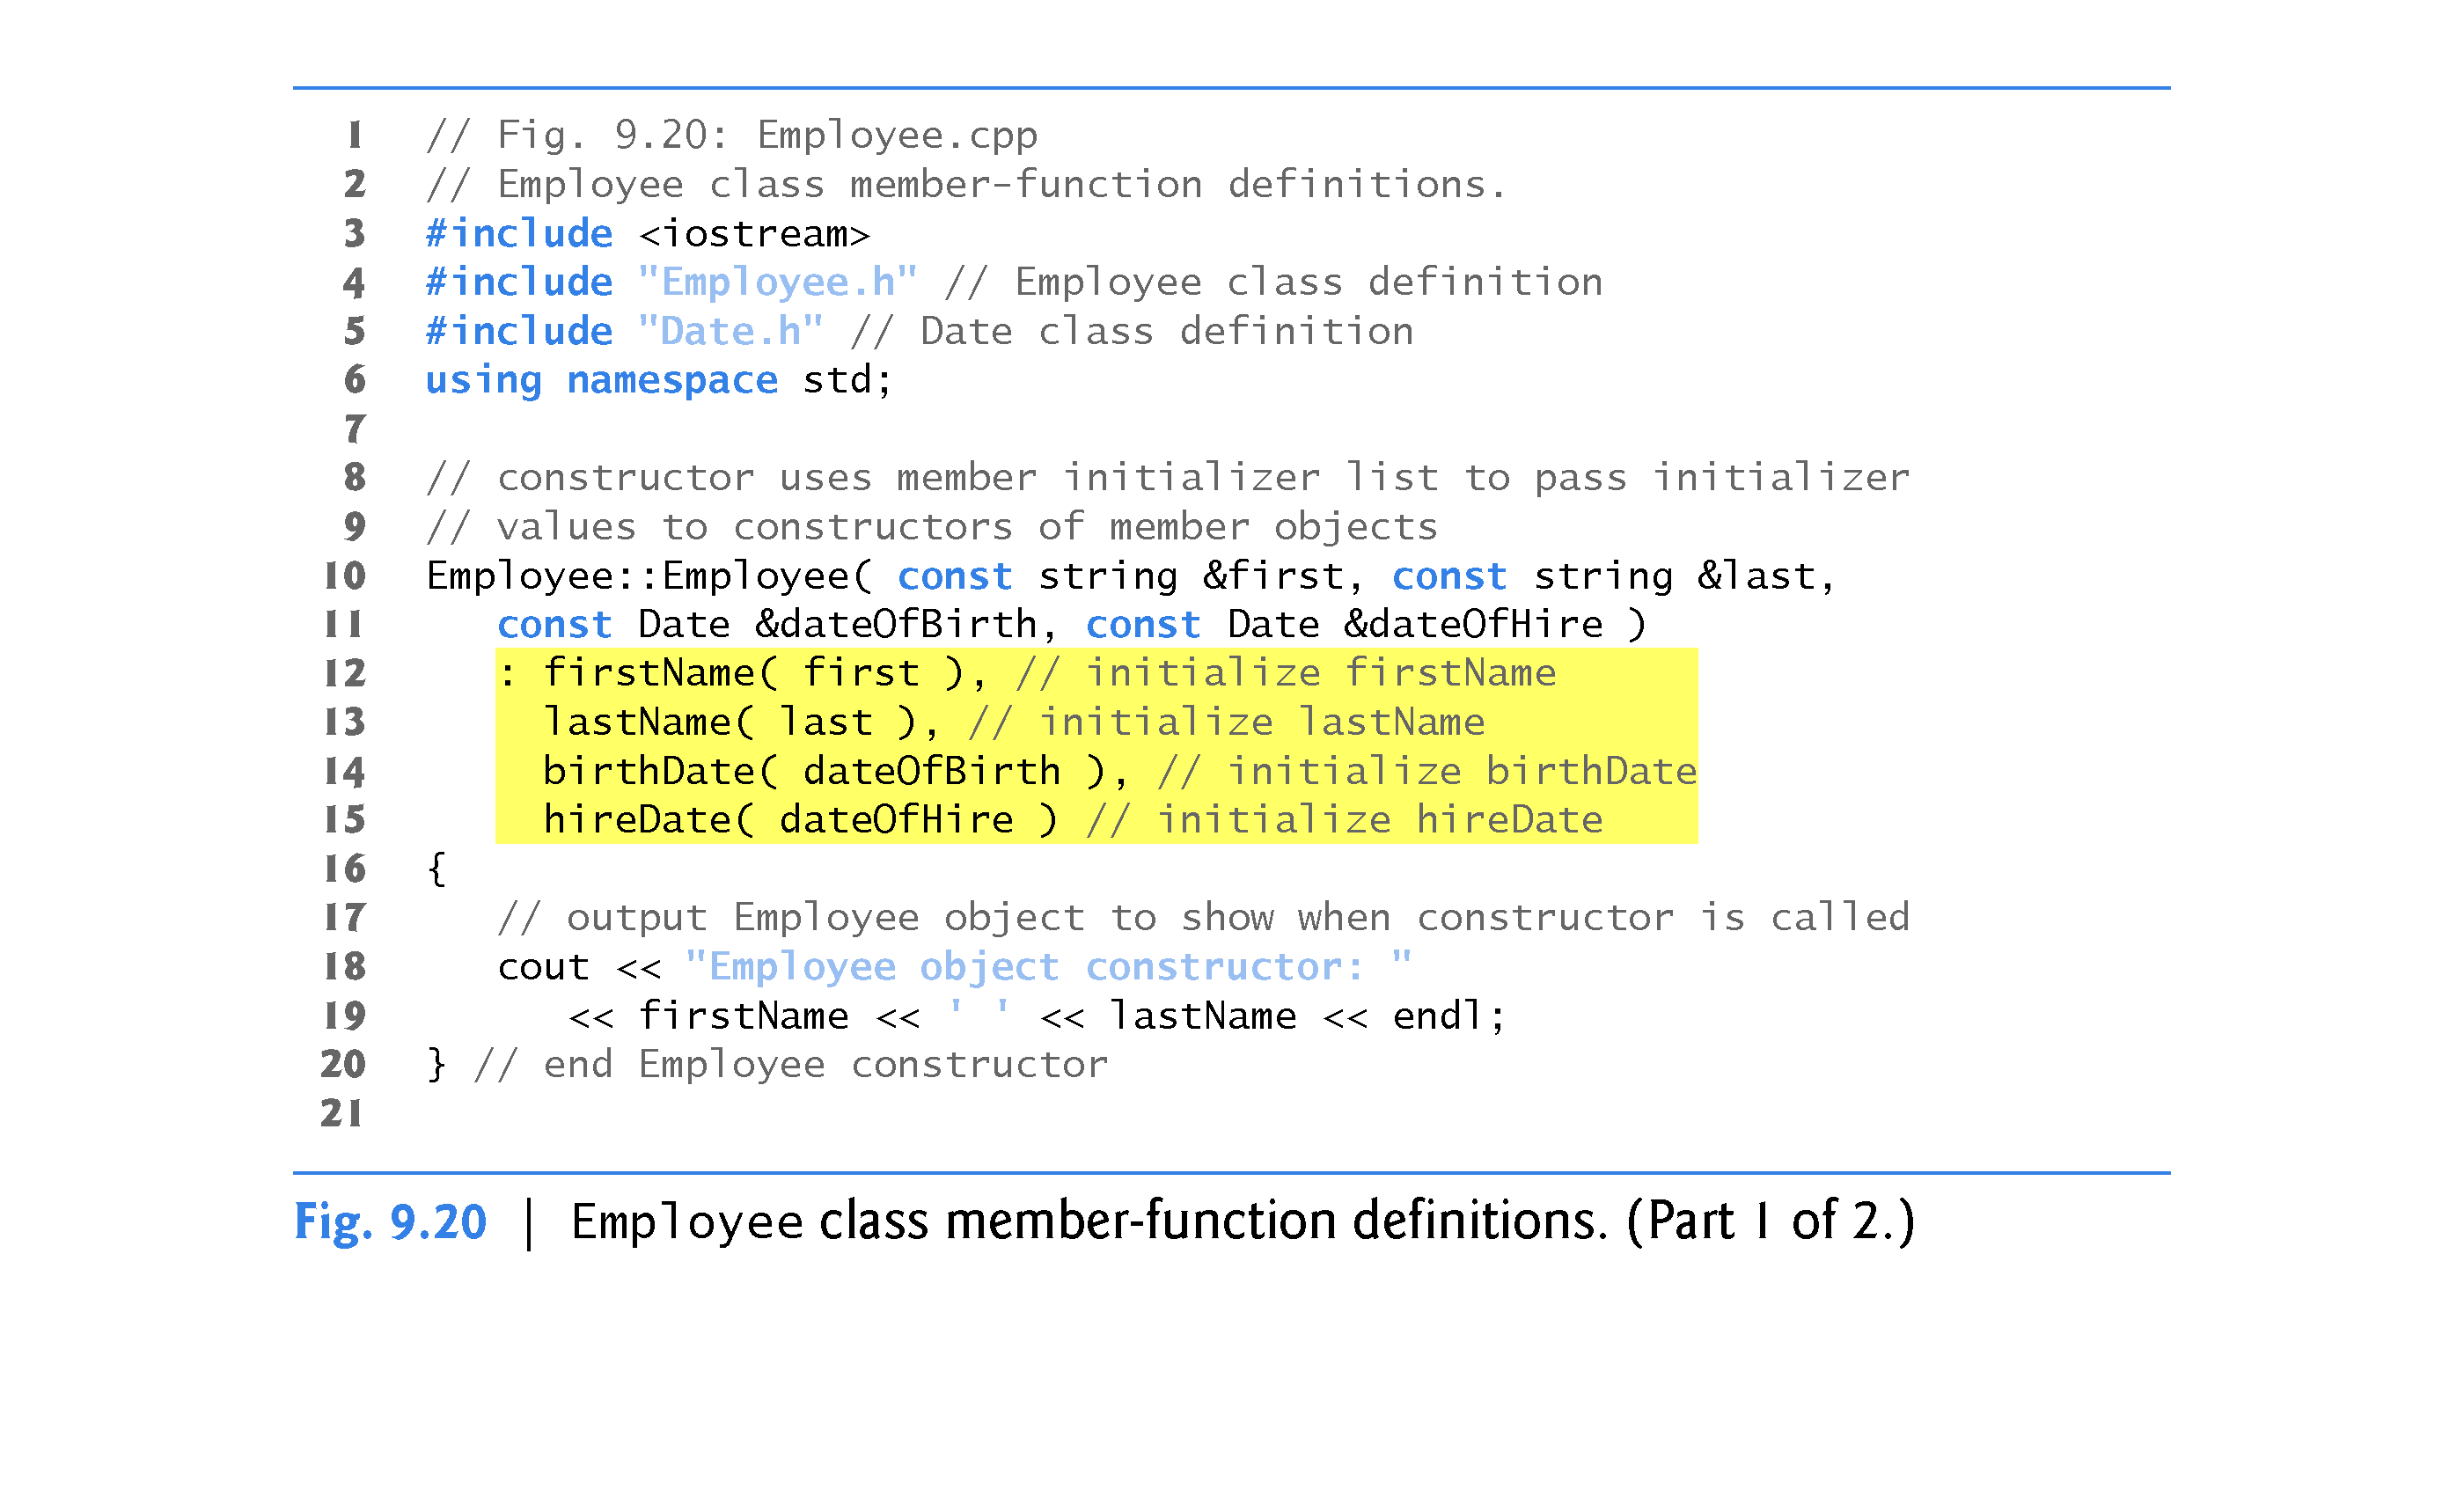 1 // Fig. 9.20: Employee.cpp
2 // Employee class member-function definitions.
3 #include <iostream>
4 #include "Employee.h" // Employee class definition
5 #include "Date.h" // Date class definition
6 using namespace std;
7
8 // constructor uses member initializer list to pass initializer
9 // values to constructors of member objects
10 Employee::Employee( const string &first, const string &last,
11    const Date &dateOfBirth, const Date &dateOfHire )
12    : firstName( first ), // initialize firstName
13      lastName( last ), // initialize lastName
14      birthDate( dateOfBirth ), // initialize birthDate
15      hireDate( dateOfHire ) // initialize hireDate
16 {
17    // output Employee object to show when constructor is called
18    cout << "Employee object constructor: "
19       << firstName << ' ' << lastName << endl;
20 } // end Employee constructor
21
Fig. 9.20 | Employee class member-function definitions. (Part 1 of 2.)